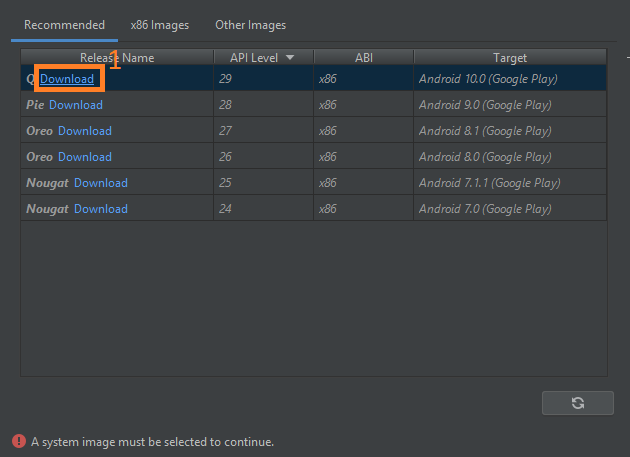 Recommended x86 Images Other Images
1
Release Name API Level ABI Target
Q Download 29 x86 Android 10.0 (Google Play)
Pie Download 28 x86 Android 9.0 (Google Play)
Oreo Download 27 x86 Android 8.1 (Google Play)
Oreo Download 26 x86 Android 8.0 (Google Play)
Nougat Download 25 x86 Android 7.1.1 (Google Play)
Nougat Download 24 x86 Android 7.0 (Google Play)
A system image must be selected to continue.